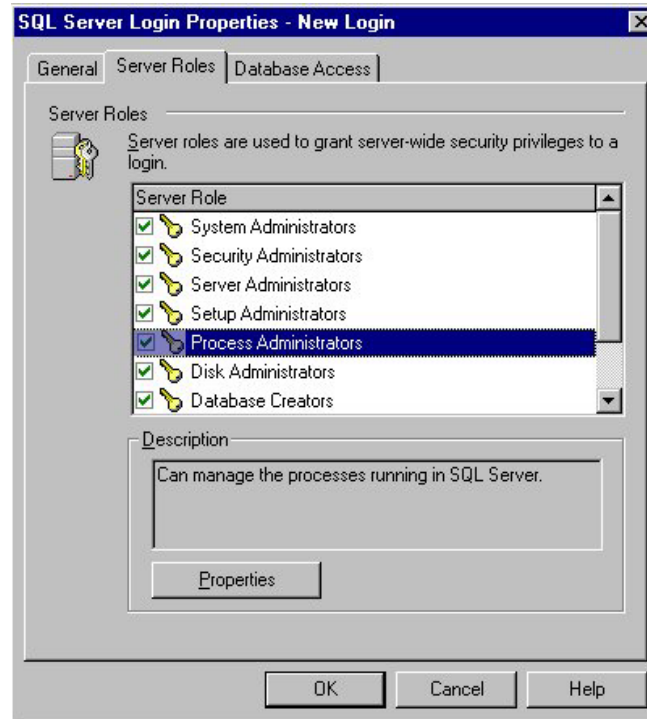 SQL Server Login Properties - New Login
General Server Roles Database Access
Server Roles
Server roles are used to grant server-wide security privileges to a
login.
Server Role
System Administrators
Security Administrators
Server Administrators
Setup Administrators
Process Administrators
Disk Administrators
Database Creators
Description
Can manage the processes running in SQL Server.
Properties
OK Cancel Help